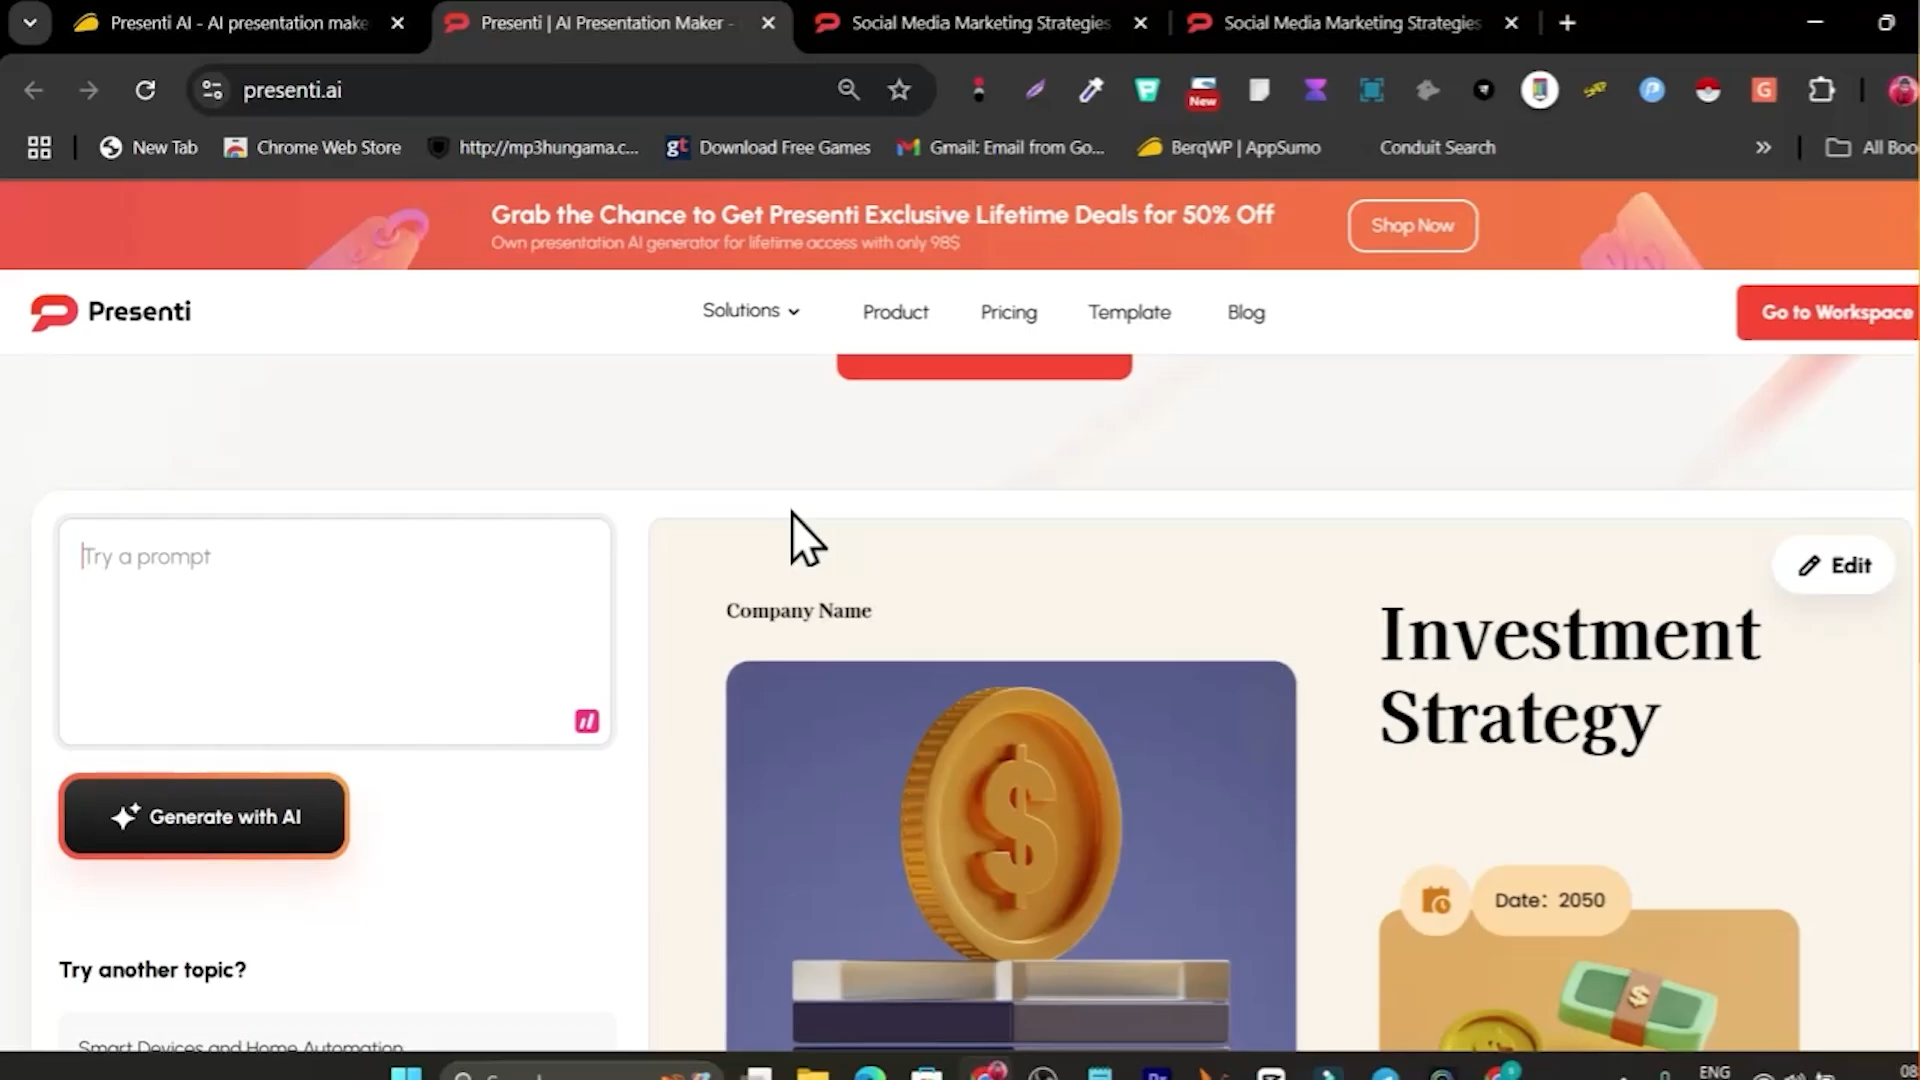 Presenti AI - AI presentation make
Presenti | AI Presentation Maker -
Social Media Marketing Strategies
Social Media Marketing Strategies
presenti.ai
New
G
New Tab
Chrome Web Store
http://mp3hungama.c...
gt
Download Free Games
Gmail: Email from Go...
BerqWP | AppSumo
Conduit Search
»
All Boo
Grab the Chance to Get Presenti Exclusive Lifetime Deals for 50% Off
Own presentation AI generator for lifetime access with only 98$
Shop Now
Presenti
Solutions
Product
Pricing
Template
Blog
Go to Workspace
Try a prompt
Edit
Company Name
Investment
Strategy
Generate with AI
Date: 2050
Try another topic?
Smart Devices and Home Automation
ENG